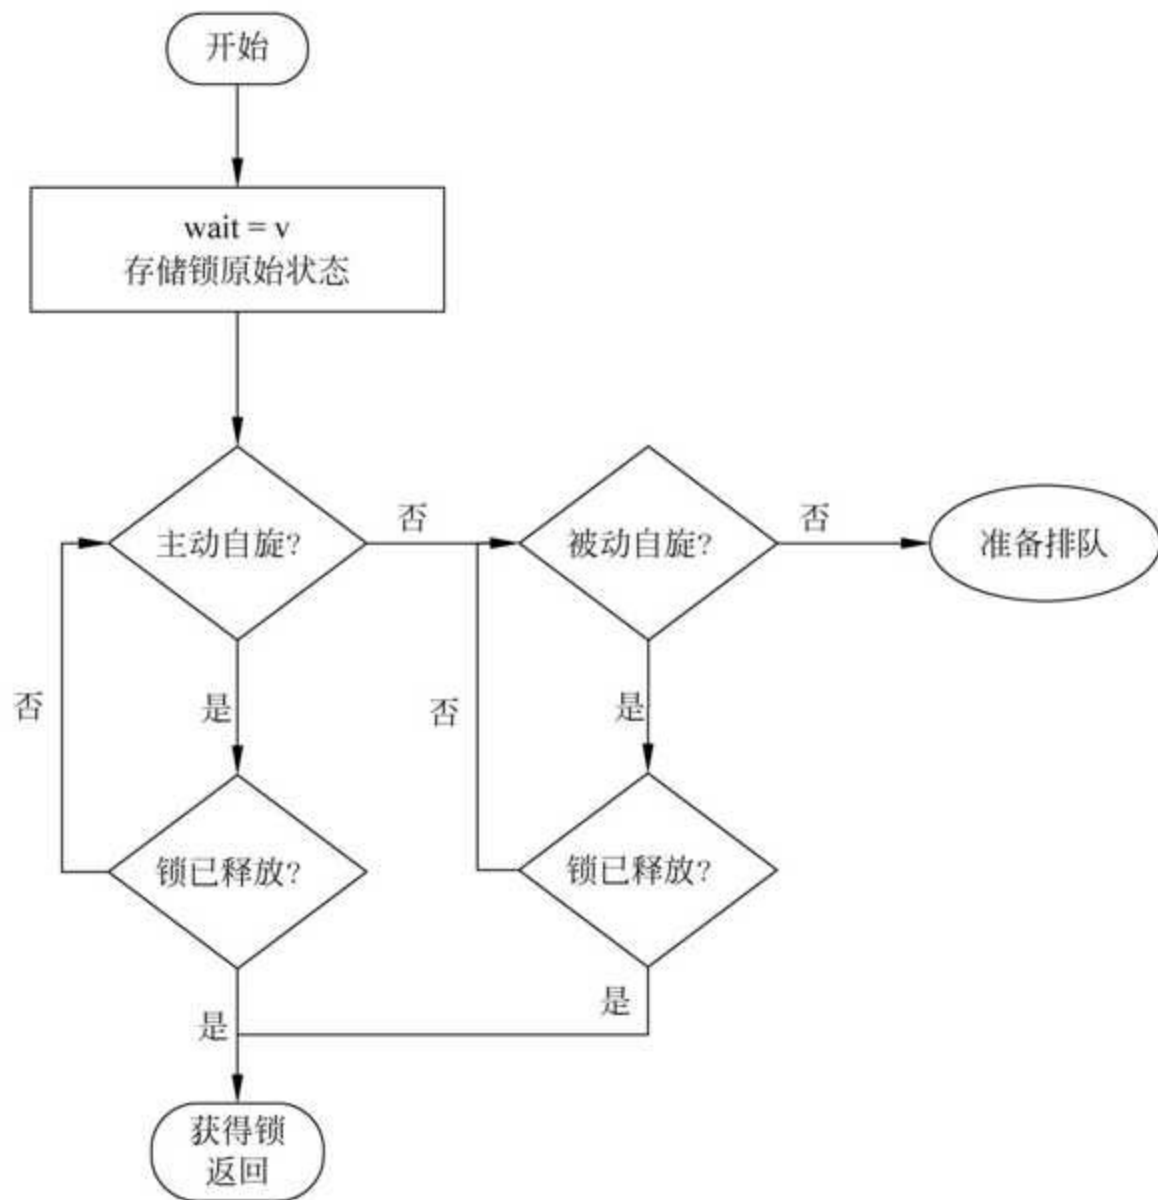 开始
wait = v
存储锁原始状态
主动自旋?
否
被动自旋?
否
准备排队
否
是
否
是
锁已释放?
锁已释放?
是
是
获得锁
返回